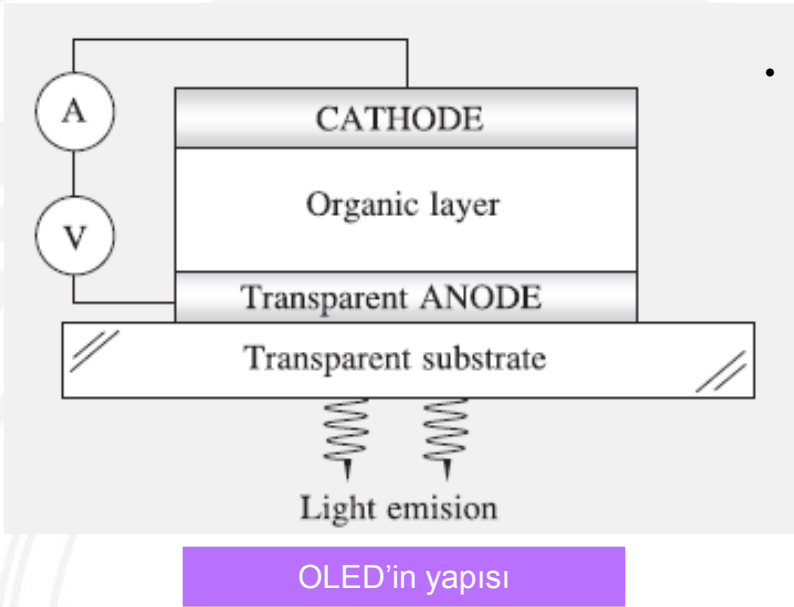 A
CATHODE
Organic layer
V
Transparent ANODE
Transparent substrate
Light emision
OLED’in yapısı